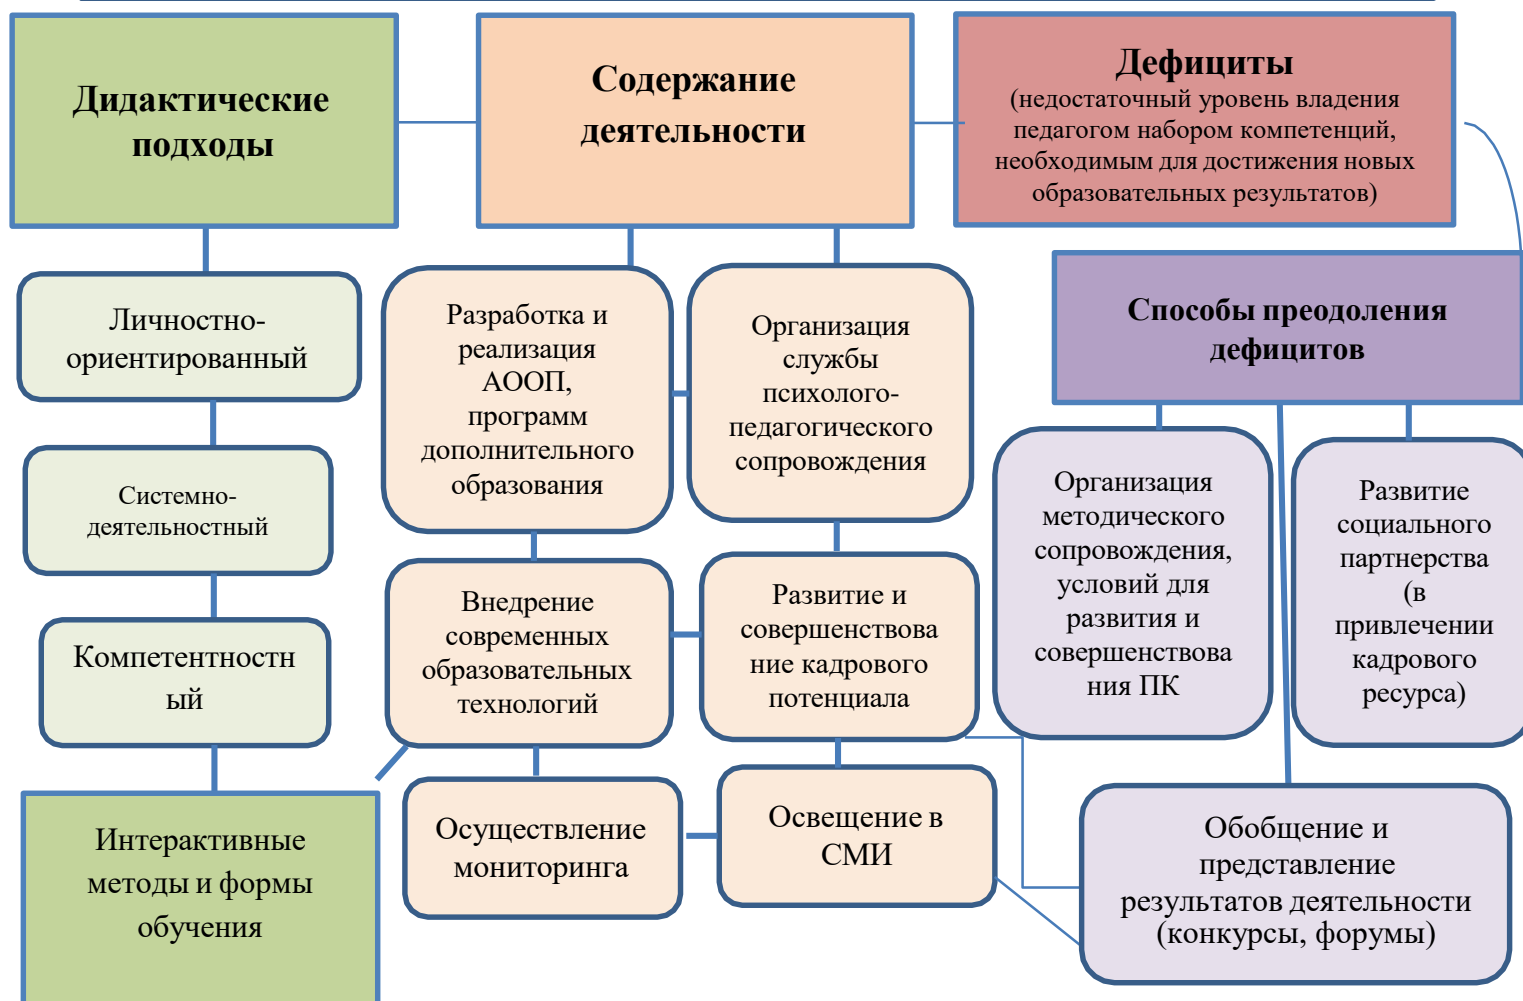 Дидактические
подходы
Содержание
деятельности
Дефициты
(недостаточный уровень владения
педагогом набором компетенций,
необходимым для достижения новых
образовательных результатов)
Личностно-
ориентированный
Системно-
деятельностный
Компетентностн
ый
Интерактивные
методы и формы
обучения
Разработка и
реализация
АООП,
программ
дополнительного
образования
Организация
службы
психолого-
педагогического
сопровождения
Внедрение
современных
образовательных
технологий
Развитие и
совершенствова
ние кадрового
потенциала
Осуществление
мониторинга
Освещение в
СМИ
Способы преодоления
дефицитов
Организация
методического
сопровождения,
условий для
развития и
совершенствова
ния ПК
Развитие
социального
партнерства
(в
привлечении
кадрового
ресурса)
Обобщение и
представление
результатов деятельности
(конкурсы, форумы)